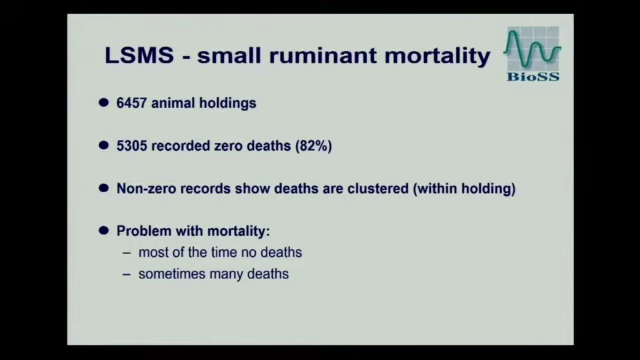 LSMS - small ruminant mortality
BioSS
6457 animal holdings
5305 recorded zero deaths (82%)
Non-zero records show deaths are clustered (within holding)
Problem with mortality:
– most of the time no deaths
– sometimes many deaths